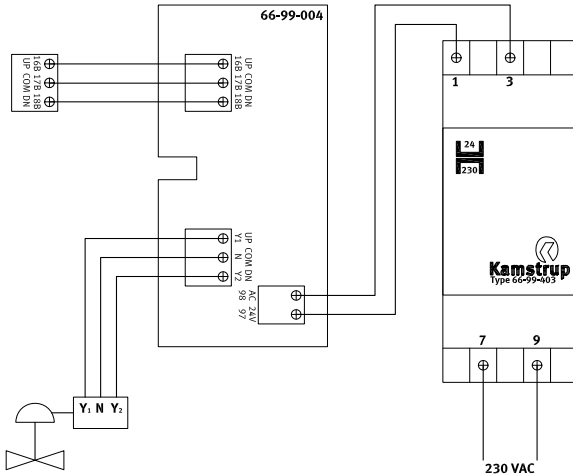 66-99-004
16B 17B 18B
UP COM DN
UP COM DN
16B 17B 18B
1
3
24
230
Kamstrup
Type 66-99-403
UP COM DN
Y1 N Y2
AC 24V
98 97
7
9
Y1 N Y2
230 VAC